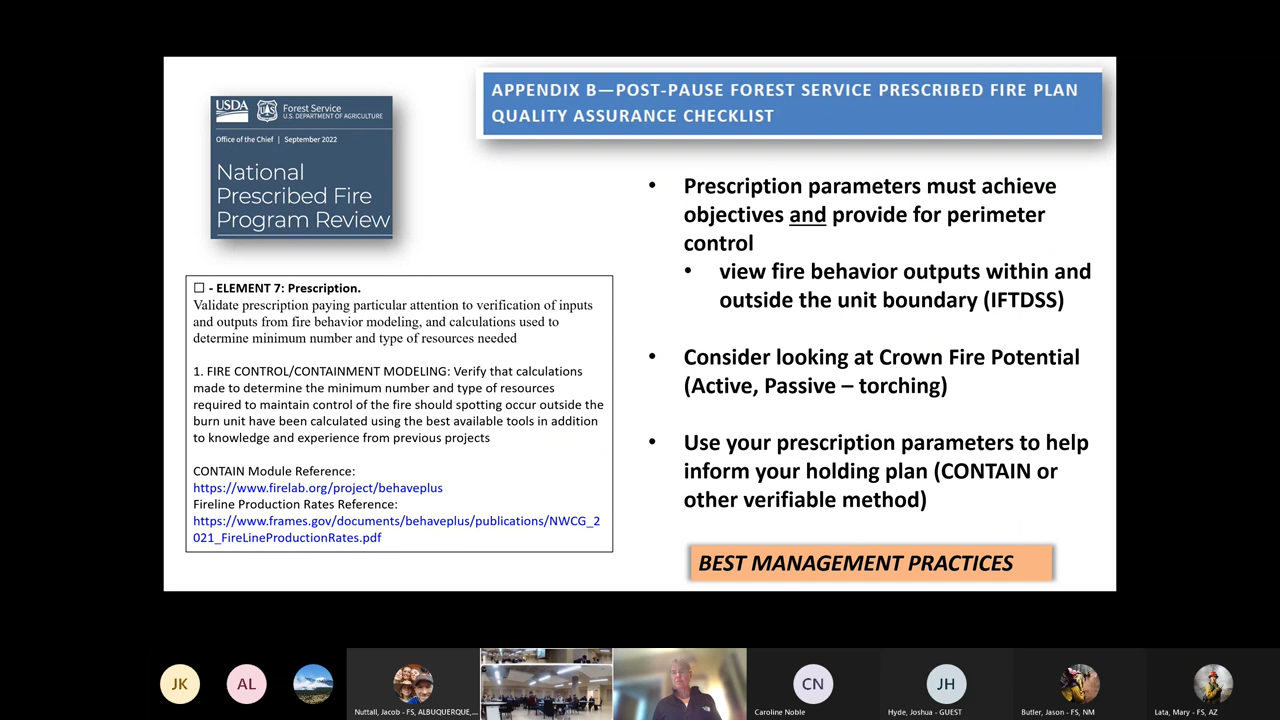 APPENDIX B—POST-PAUSE FOREST SERVICE PRESCRIBED FIRE PLAN
QUALITY ASSURANCE CHECKLIST
USDA
Forest Service
U.S. DEPARTMENT OF AGRICULTURE
Office of the Chief | September 2022
National
Prescribed Fire
Program Review
☐ - ELEMENT 7: Prescription.
Validate prescription paying particular attention to verification of inputs
and outputs from fire behavior modeling, and calculations used to
determine minimum number and type of resources needed
1. FIRE CONTROL/CONTAINMENT MODELING: Verify that calculations
made to determine the minimum number and type of resources
required to maintain control of the fire should spotting occur outside the
burn unit have been calculated using the best available tools in addition
to knowledge and experience from previous projects
CONTAIN Module Reference:
https://www.firelab.org/project/behaveplus
Fireline Production Rates Reference:
https://www.frames.gov/documents/behaveplus/publications/NWCG_2
021_FireLineProductionRates.pdf
• Prescription parameters must achieve
objectives and provide for perimeter
control
• view fire behavior outputs within and
outside the unit boundary (IFTDSS)
• Consider looking at Crown Fire Potential
(Active, Passive – torching)
• Use your prescription parameters to help
inform your holding plan (CONTAIN or
other verifiable method)
BEST MANAGEMENT PRACTICES
JK
AL
Nuttall, Jacob - FS, ALBUQUERQUE,...
CN
Caroline Noble
JH
Hyde, Joshua - GUEST
Butler, Jason - FS, NM
Lata, Mary - FS, AZ